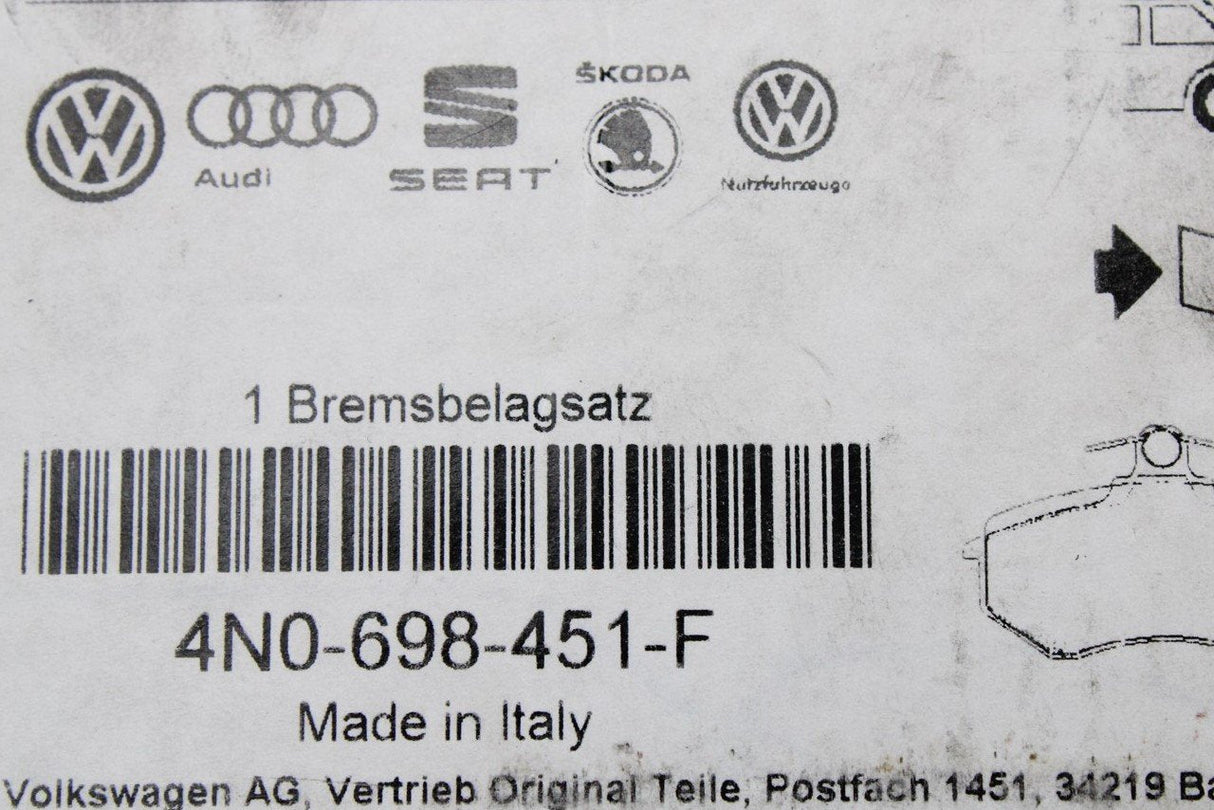 Audi
SEAT
ŠKODA
Nutzfahrzeuge
1 Bremsbelagsatz
4N0-698-451-F
Made in Italy
Volkswagen AG, Vertrieb Original Teile, Postfach 1451, 34219 Ba